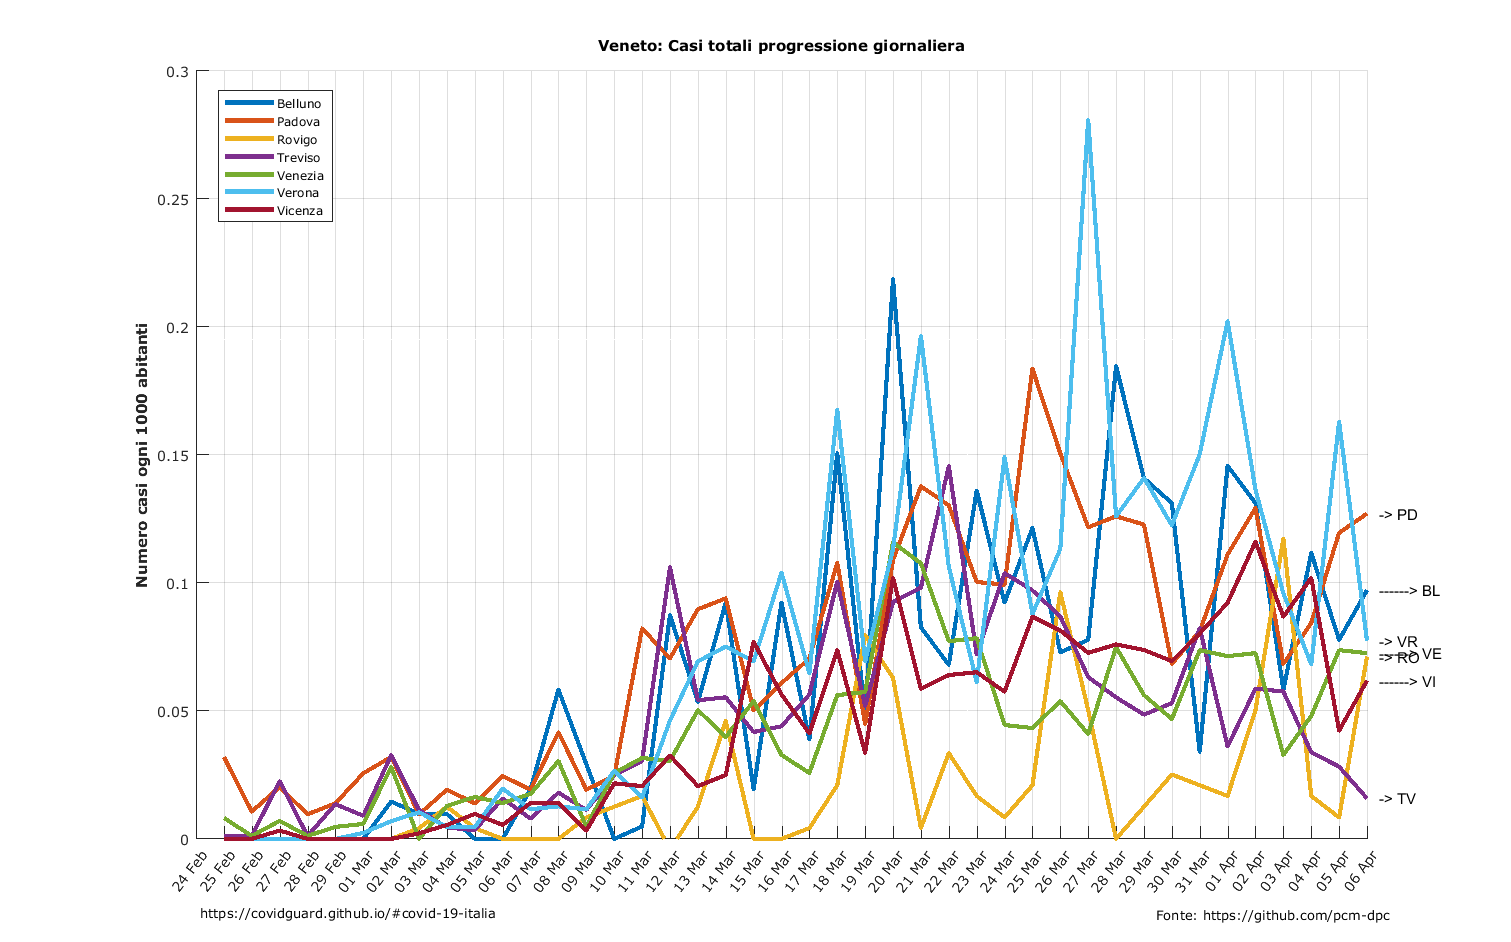 Veneto: Casi totali progressione giornaliera
Numero casi ogni 1000 abitanti
0.3
0.25
0.2
0.15
0.1
0.05
0
Belluno
Padova
Rovigo
Treviso
Venezia
Verona
Vicenza
-> PD
------> BL
-> VR
------> VE
-> RO
------> VI
-> TV
24 Feb
25 Feb
26 Feb
27 Feb
28 Feb
29 Feb
01 Mar
02 Mar
03 Mar
04 Mar
05 Mar
06 Mar
07 Mar
08 Mar
09 Mar
10 Mar
11 Mar
12 Mar
13 Mar
14 Mar
15 Mar
16 Mar
17 Mar
18 Mar
19 Mar
20 Mar
21 Mar
22 Mar
23 Mar
24 Mar
25 Mar
26 Mar
27 Mar
28 Mar
29 Mar
30 Mar
31 Mar
01 Apr
02 Apr
03 Apr
04 Apr
05 Apr
06 Apr
https://covidguard.github.io/#covid-19-italia
Fonte: https://github.com/pcm-dpc